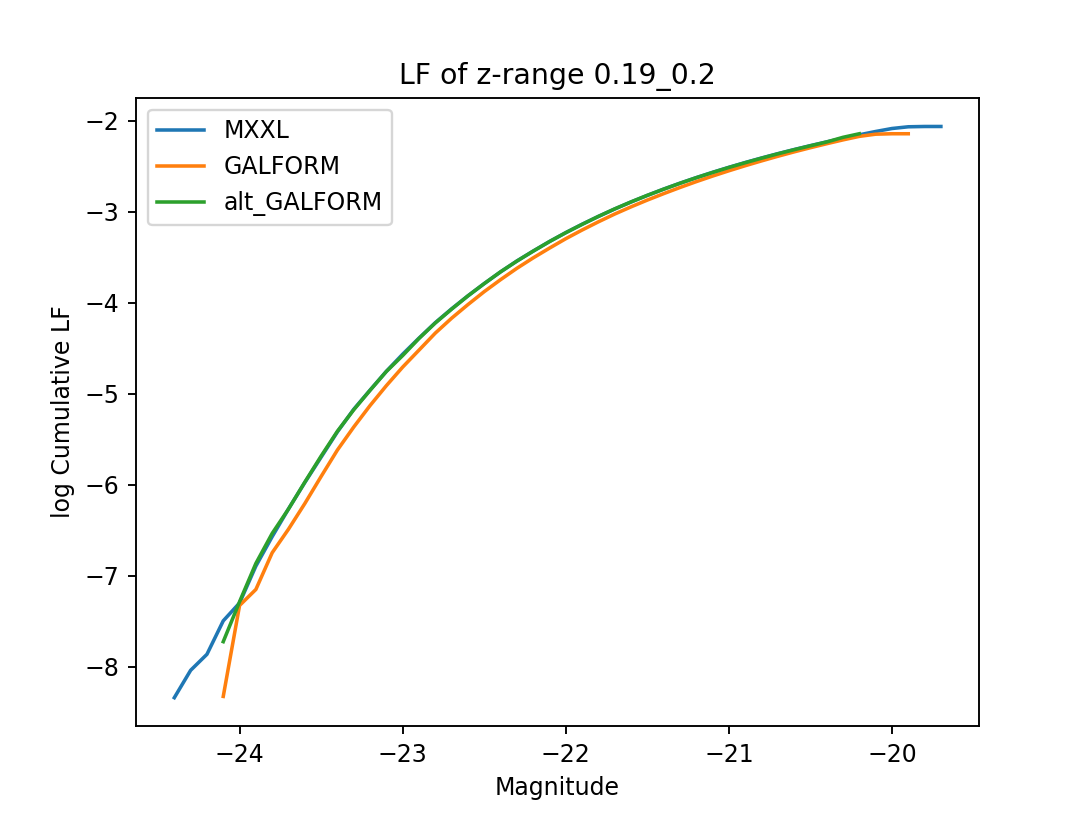 LF of z-range 0.19_0.2
MXXL
GALFORM
alt_GALFORM
log Cumulative LF
−2
−3
−4
−5
−6
−7
−8
−24
−23
−22
−21
−20
Magnitude